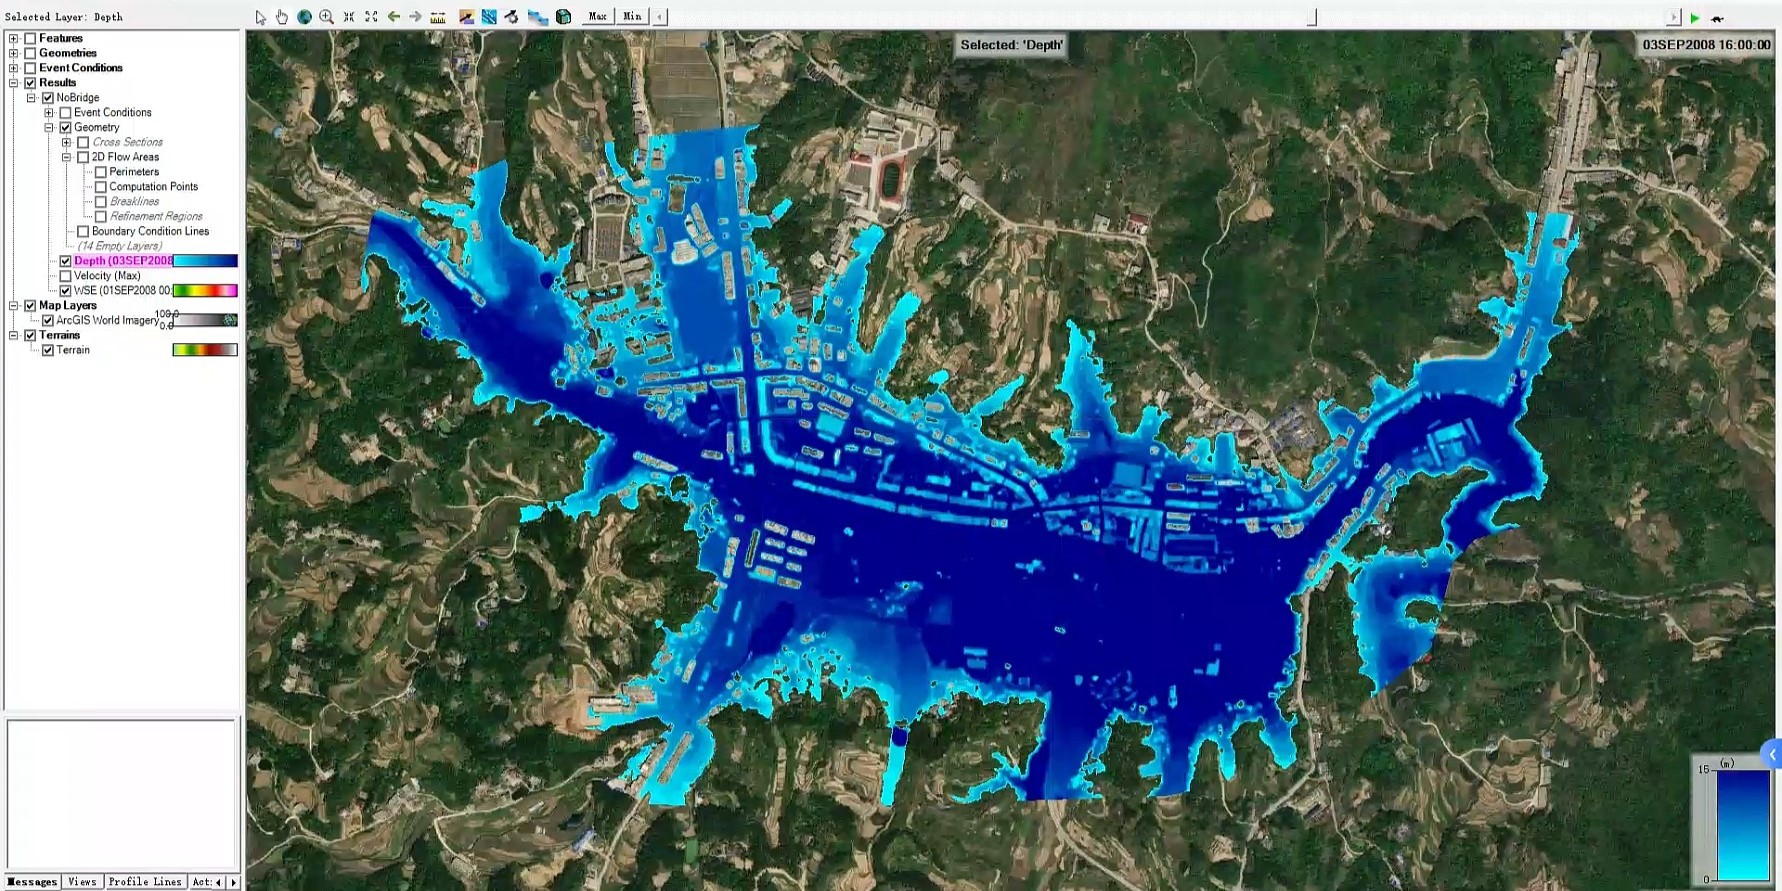 Selected Layer: Depth
Max
Min
Features
Geometries
Event Conditions
Results
NoBridge
Event Conditions
Geometry
Cross Sections
2D Flow Areas
Perimeters
Computation Points
Breaklines
Refinement Regions
Boundary Condition Lines
(14 Empty Layers)
Depth (03SEP2008
Velocity (Max)
WSE (01SEP2008 00:
Map Layers
ArcGIS World Imagery
100.0
0.0
Terrains
Terrain
Selected: 'Depth'
03SEP2008 16:00:00
(m)
15
0
Messages
Views
Profile Lines
Act: